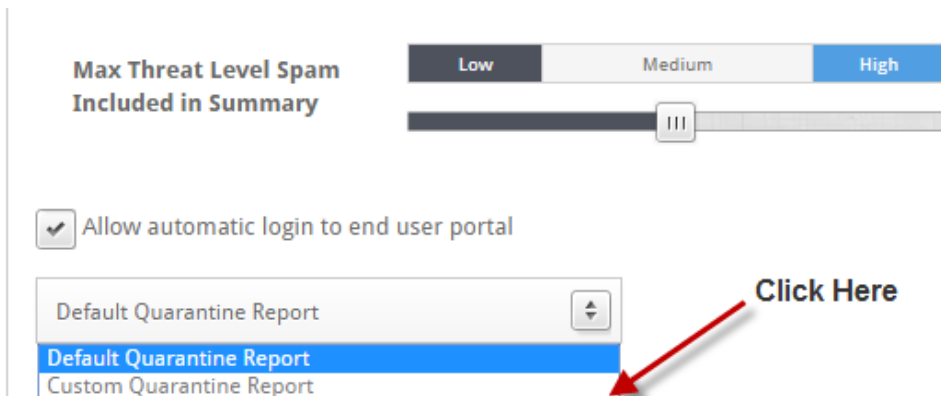 Max Threat Level Spam
Included in Summary
Low Medium High
Allow automatic login to end user portal
Default Quarantine Report
Click Here
Default Quarantine Report
Custom Quarantine Report